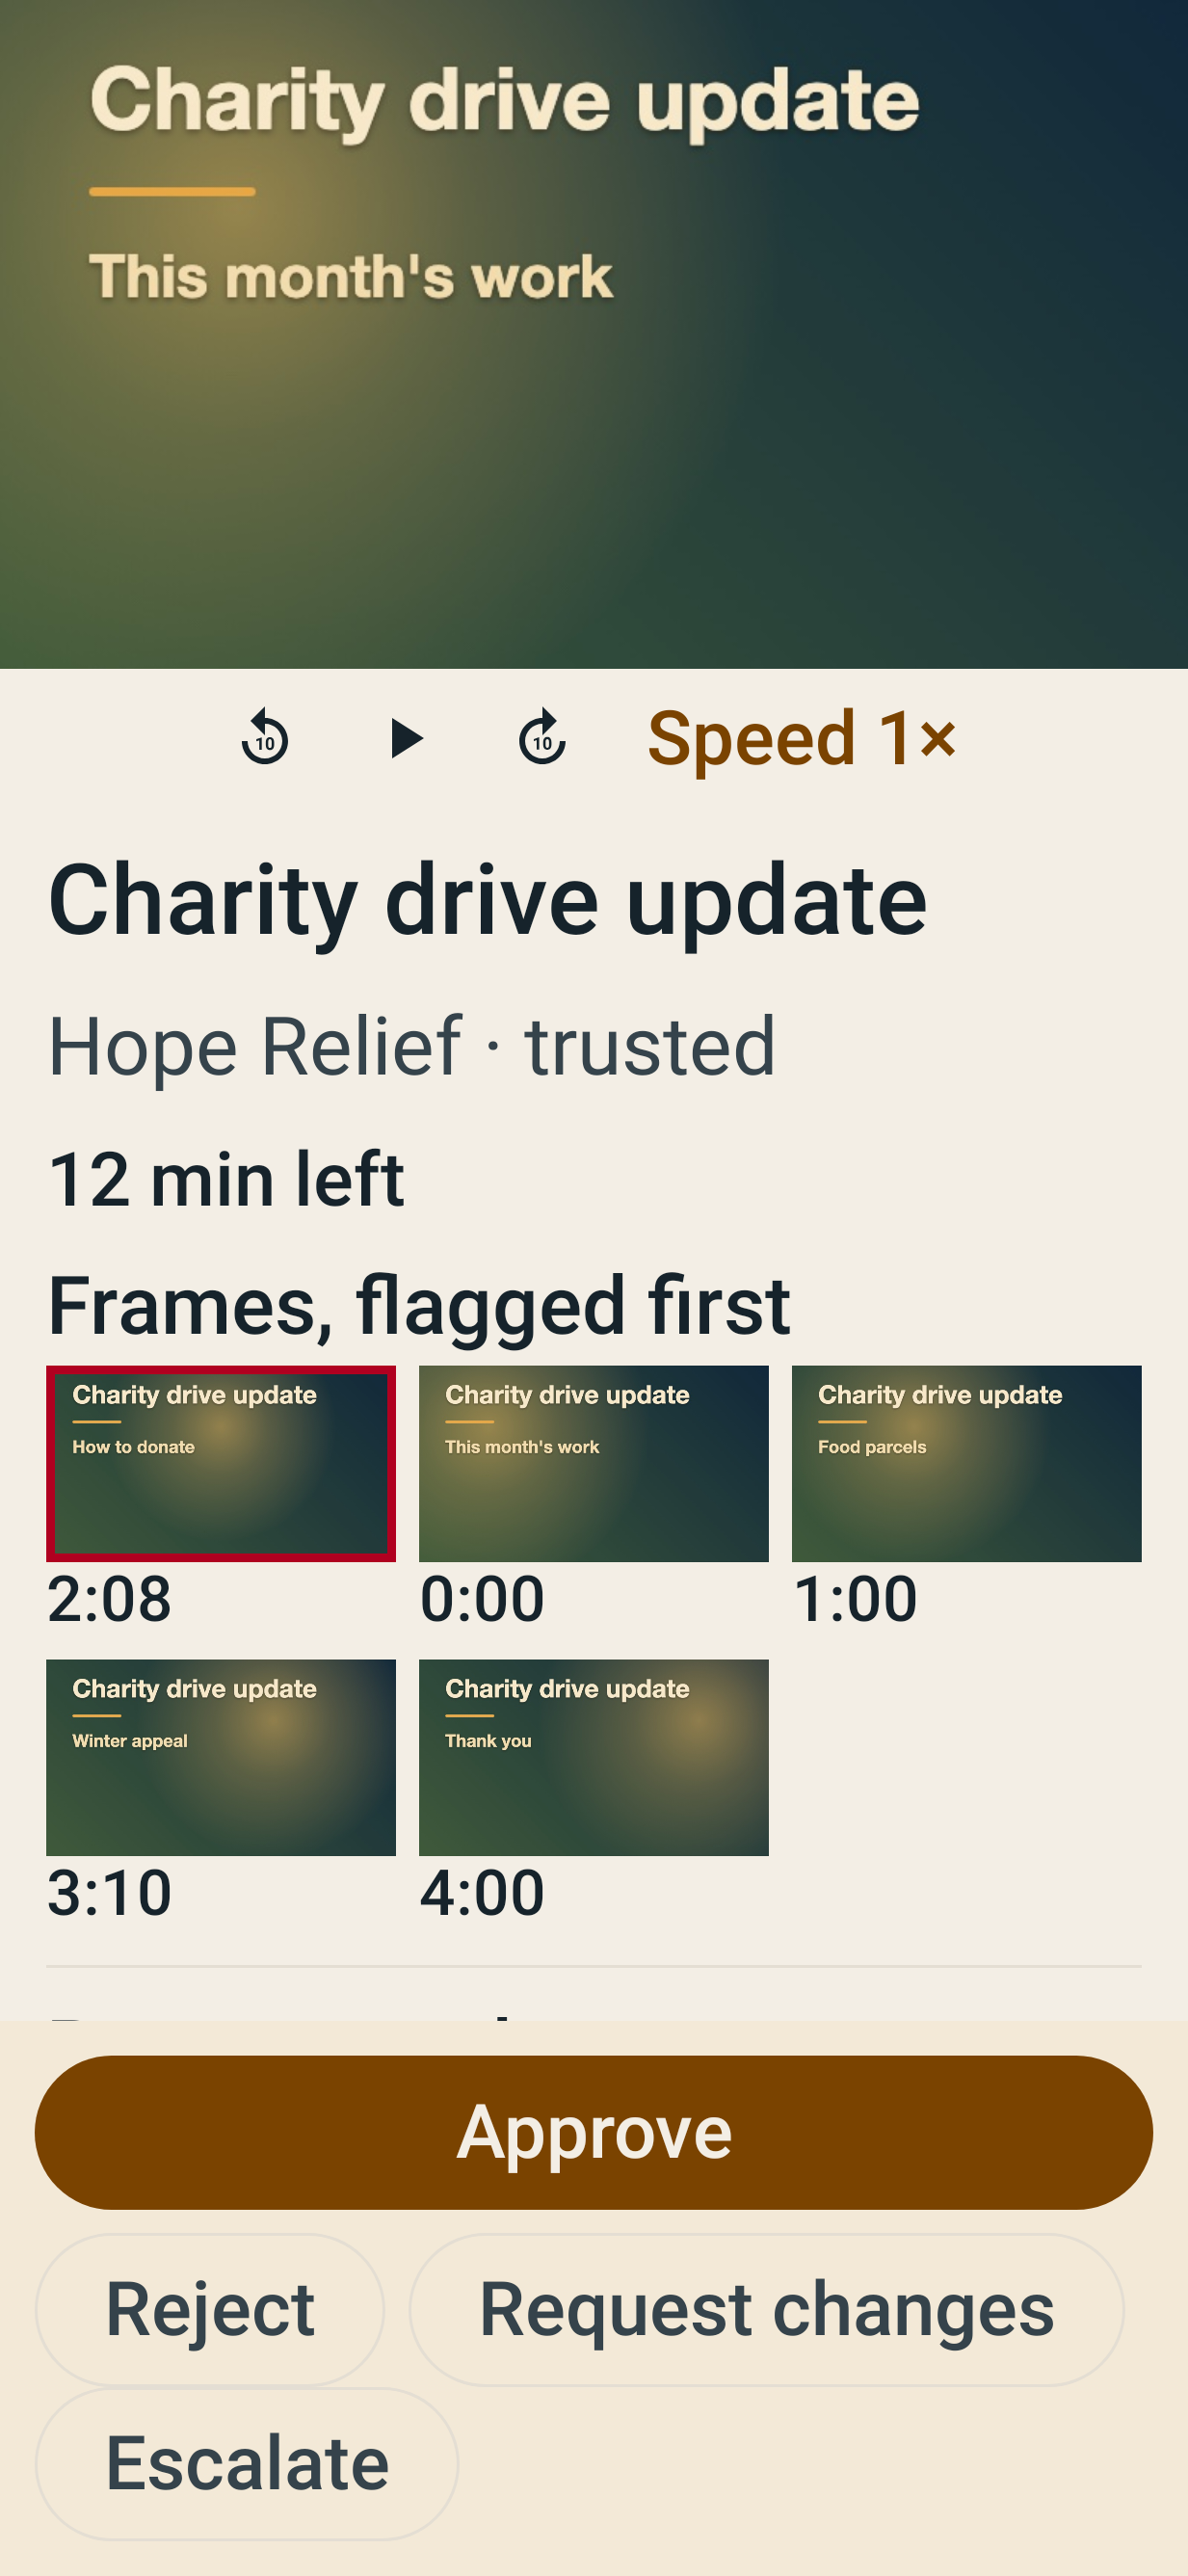 Charity drive update
This month's work
10
10
Speed 1×
Charity drive update
Hope Relief · trusted
12 min left
Frames, flagged first
Charity drive update
How to donate
2:08
Charity drive update
This month's work
0:00
Charity drive update
Food parcels
1:00
Charity drive update
Winter appeal
3:10
Charity drive update
Thank you
4:00
Approve
Reject
Request changes
Escalate